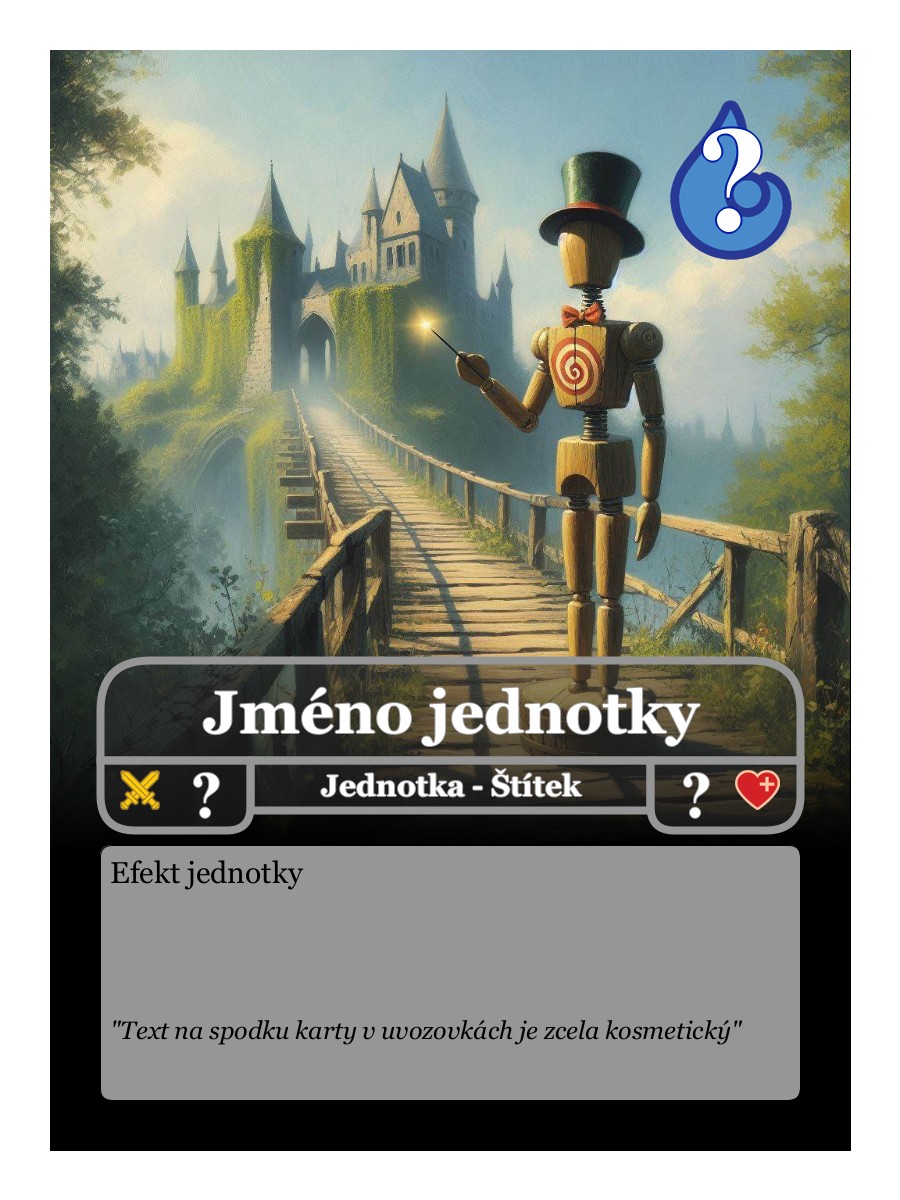 ?
Jméno jednotky
? Jednotka - Štítek ?
Efekt jednotky
"Text na spodku karty v uvozovkách je zcela kosmetický"